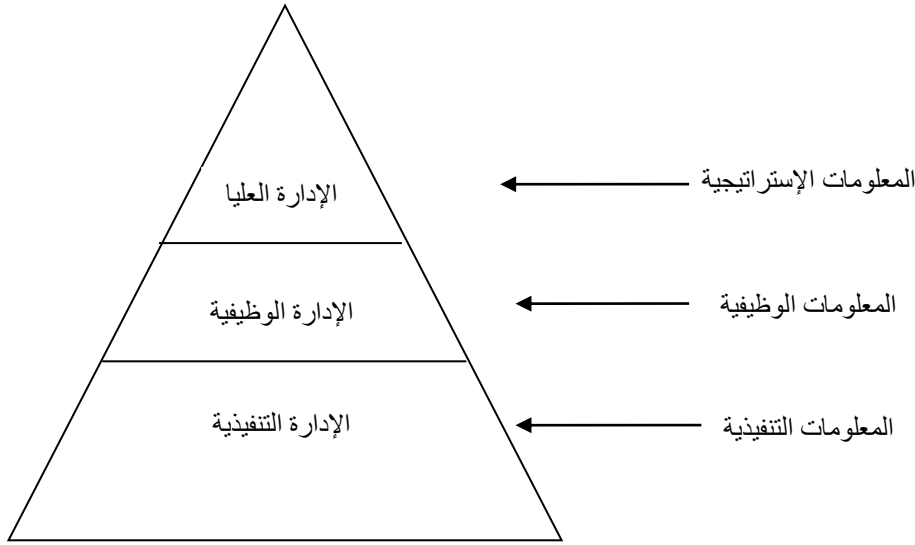 المعلومات الإستراتيجية
الإدارة العليا
المعلومات الوظيفية
الإدارة الوظيفية
المعلومات التنفيذية
الإدارة التنفيذية